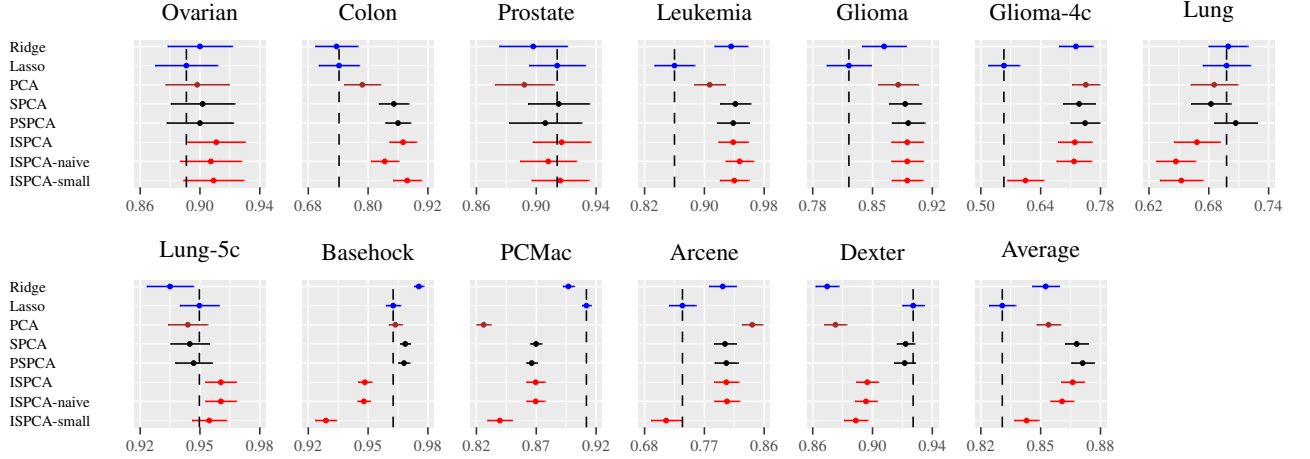 Ovarian Colon Prostate Leukemia Glioma Glioma-4c Lung
Ridge
Lasso
PCA
SPCA
PSPCA
ISPCA
ISPCA-naive
ISPCA-small
0.86 0.90 0.94 0.68 0.80 0.92 0.86 0.90 0.94 0.82 0.90 0.98 0.78 0.85 0.92 0.50 0.64 0.78 0.62 0.68 0.74
Lung-5c Basehock PCMac Arcene Dexter Average
Ridge
Lasso
PCA
SPCA
PSPCA
ISPCA
ISPCA-naive
ISPCA-small
0.92 0.95 0.98 0.92 0.95 0.98 0.82 0.87 0.92 0.68 0.77 0.86 0.86 0.90 0.94 0.82 0.85 0.88